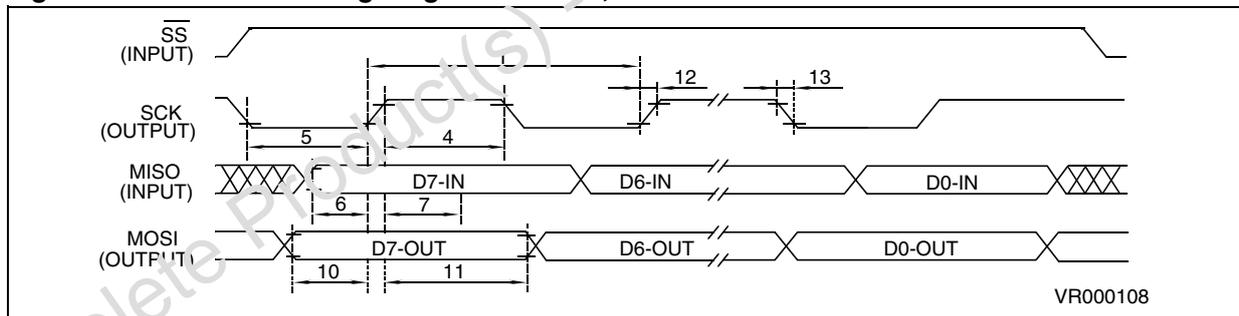 SS
(INPUT)
12
13
SCK
(OUTPUT)
5
4
MISO
(INPUT)
D7-IN
D6-IN
D0-IN
6
7
MOSI
D7-OUT
D6-OUT
D0-OUT
10
11
VR000108
Product(s)